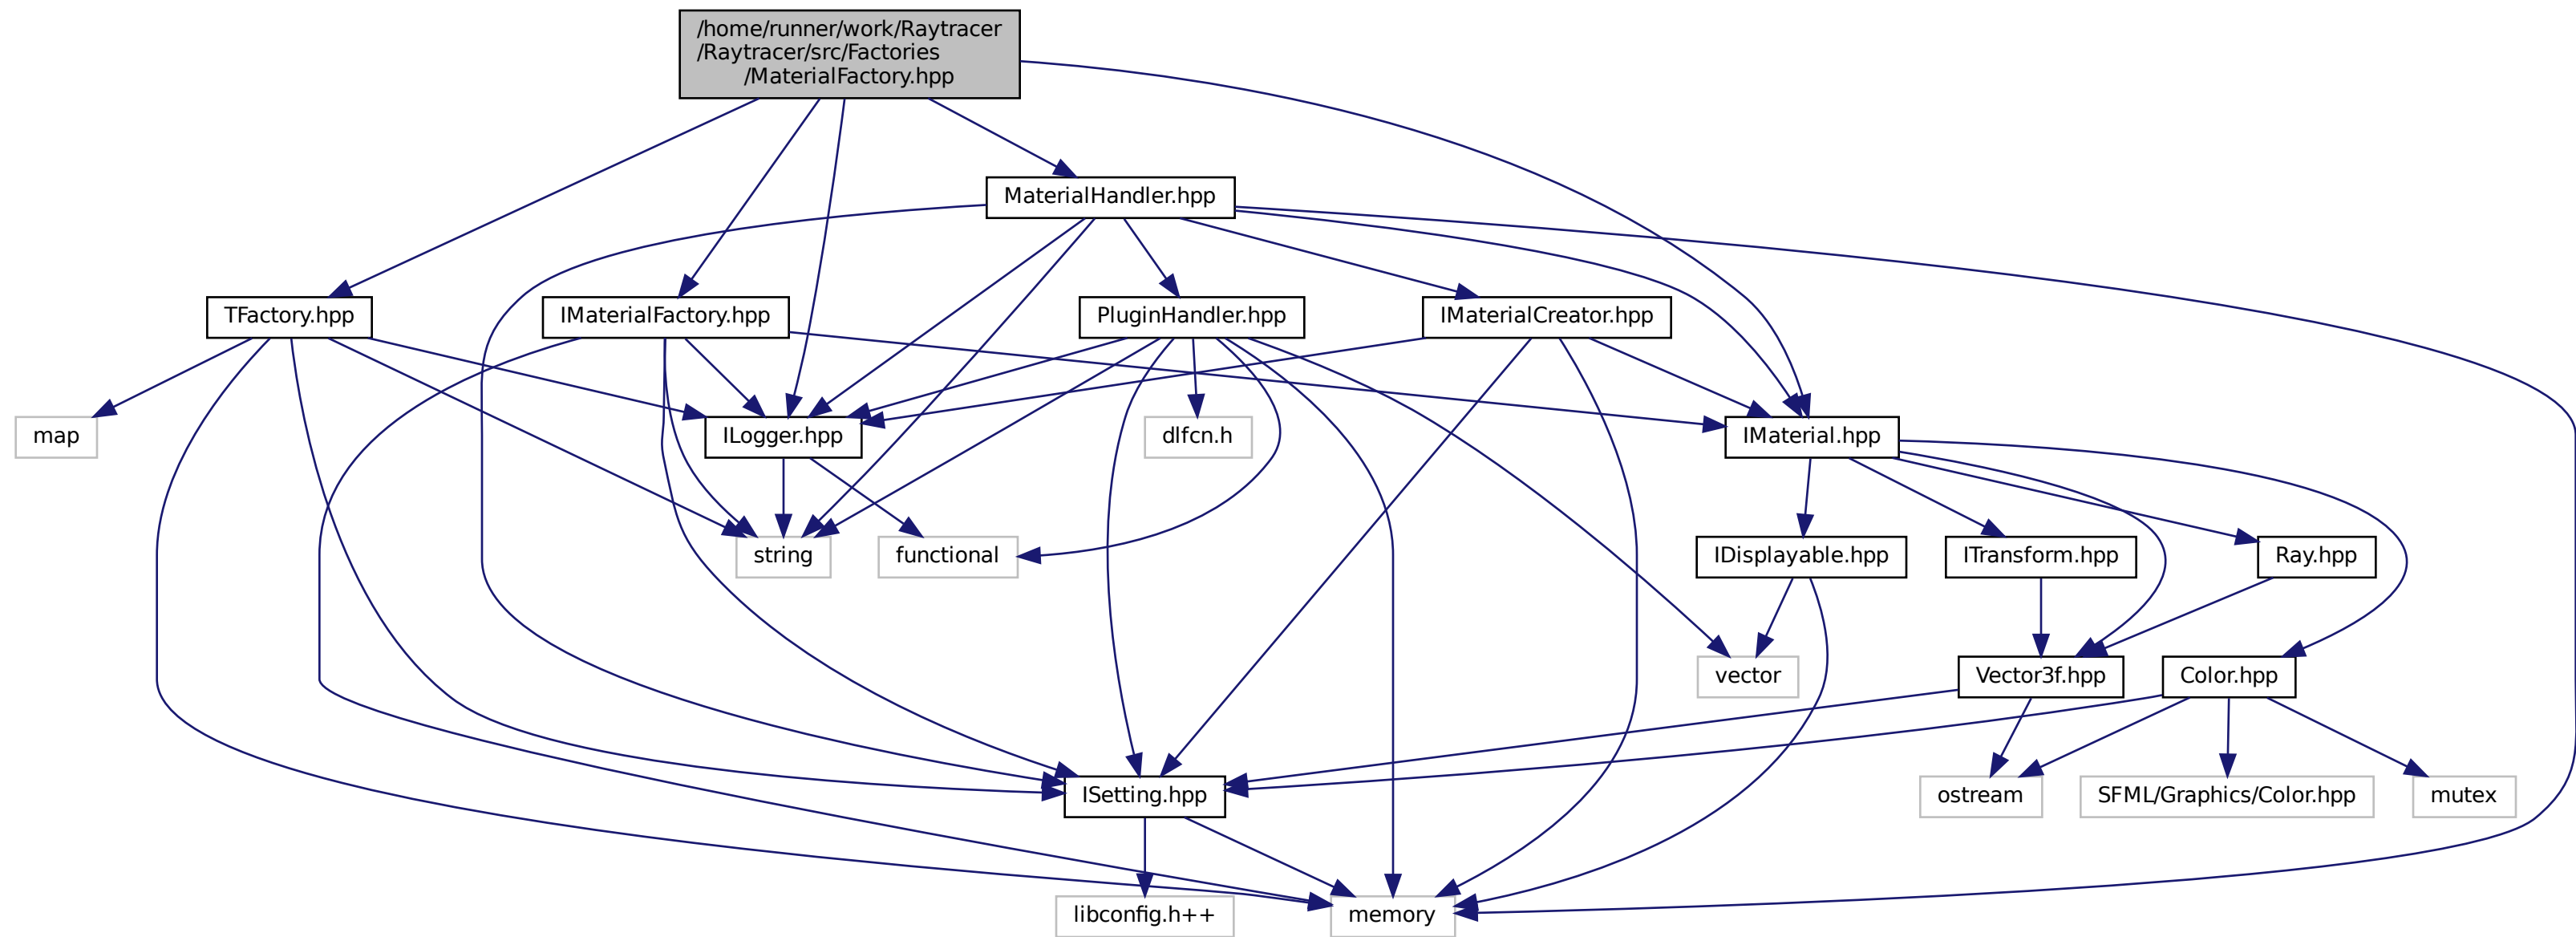 /home/runner/work/Raytracer
/Raytracer/src/Factories
/MaterialFactory.hpp
MaterialHandler.hpp
TFactory.hpp
IMaterialFactory.hpp
PluginHandler.hpp
IMaterialCreator.hpp
map
ILogger.hpp
dlfcn.h
IMaterial.hpp
string
functional
IDisplayable.hpp
ITransform.hpp
Ray.hpp
vector
Vector3f.hpp
Color.hpp
ISetting.hpp
ostream
SFML/Graphics/Color.hpp
mutex
libconfig.h++
memory